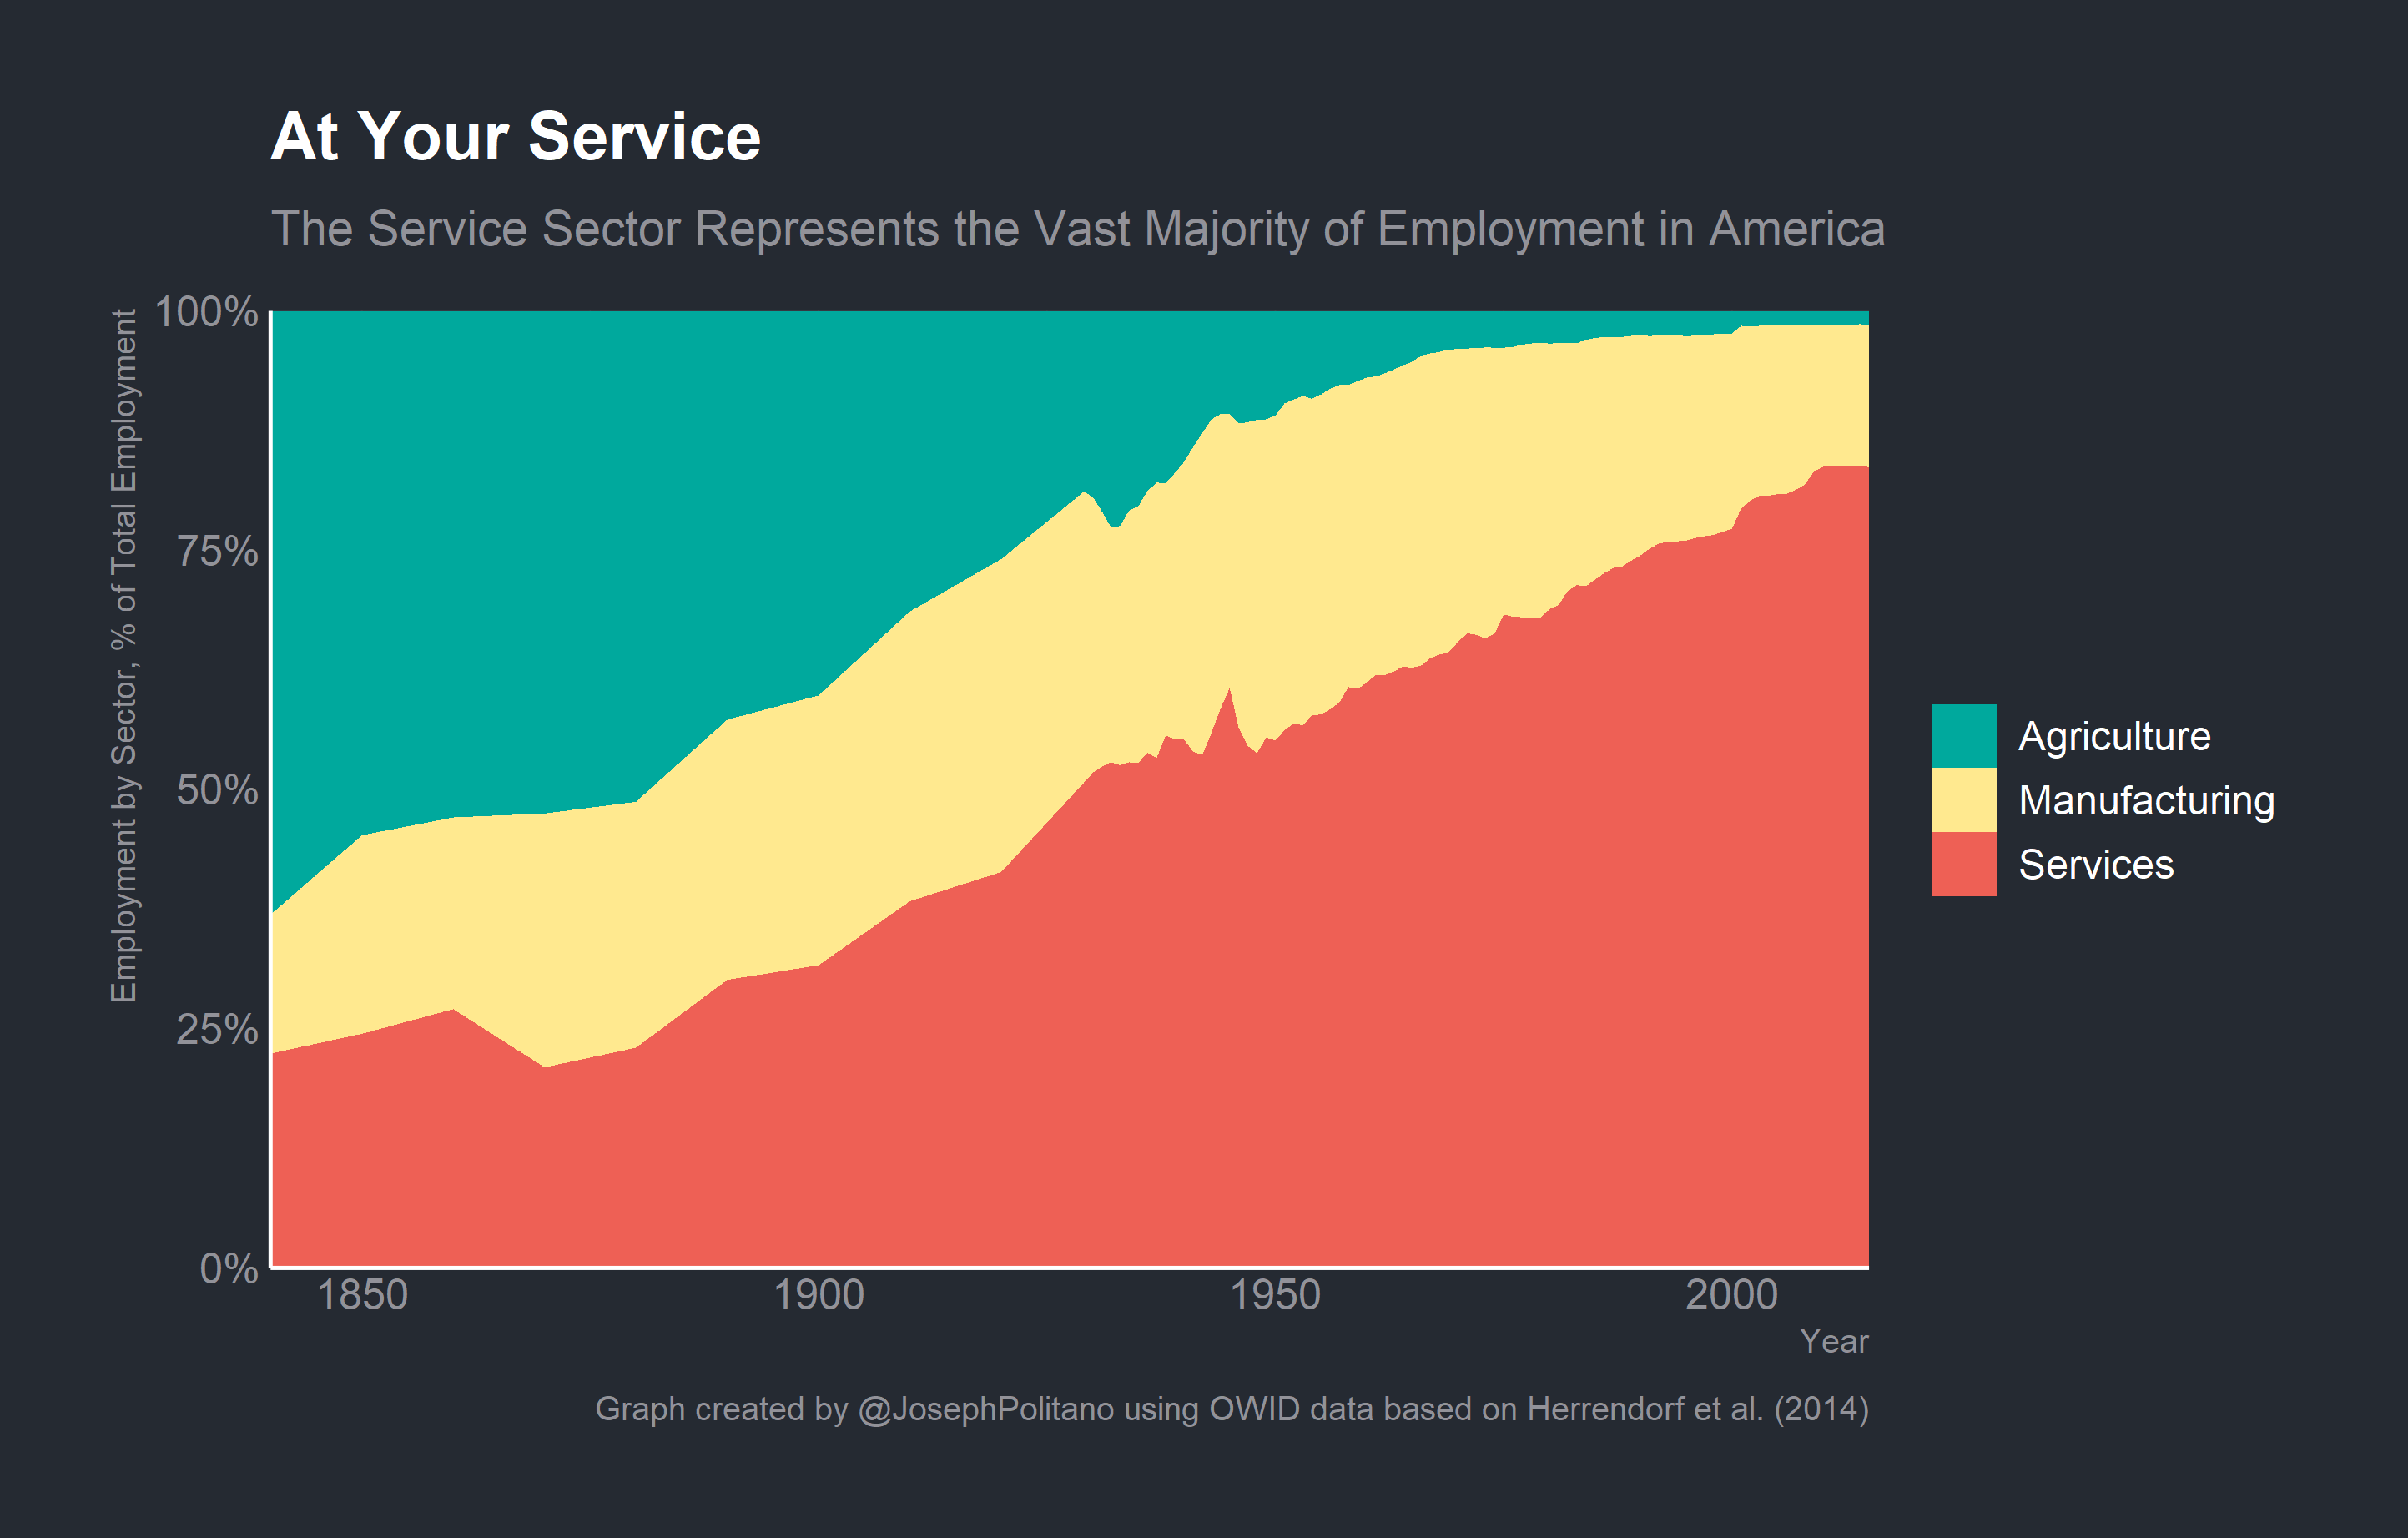 At Your Service
The Service Sector Represents the Vast Majority of Employment in America
Employment by Sector, % of Total Employment
100%
75%
50%
25%
0%
1850
1900
1950
2000
Year
Agriculture
Manufacturing
Services
Graph created by @JosephPolitano using OWID data based on Herrendorf et al. (2014)